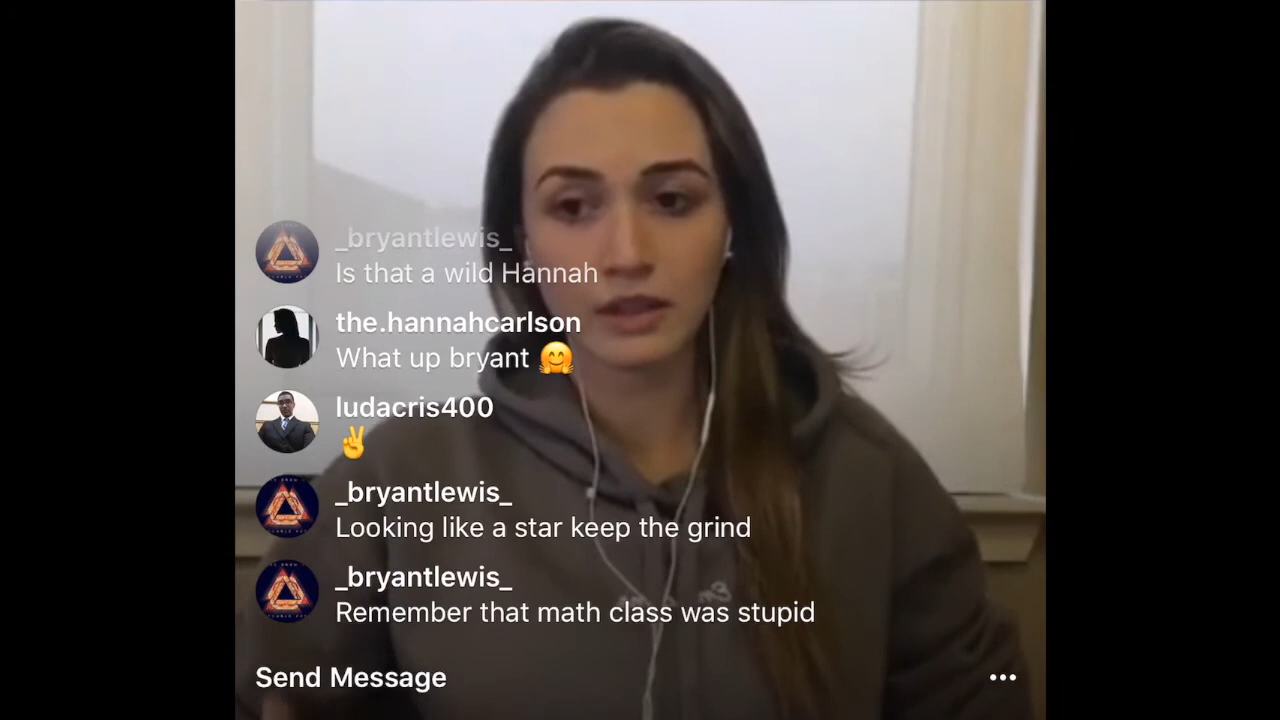 _bryantlewis_
Is that a wild Hannah
the.hannahcarlson
What up bryant 🤗
ludacris400
✌️
_bryantlewis_
Looking like a star keep the grind
_bryantlewis_
Remember that math class was stupid
Send Message